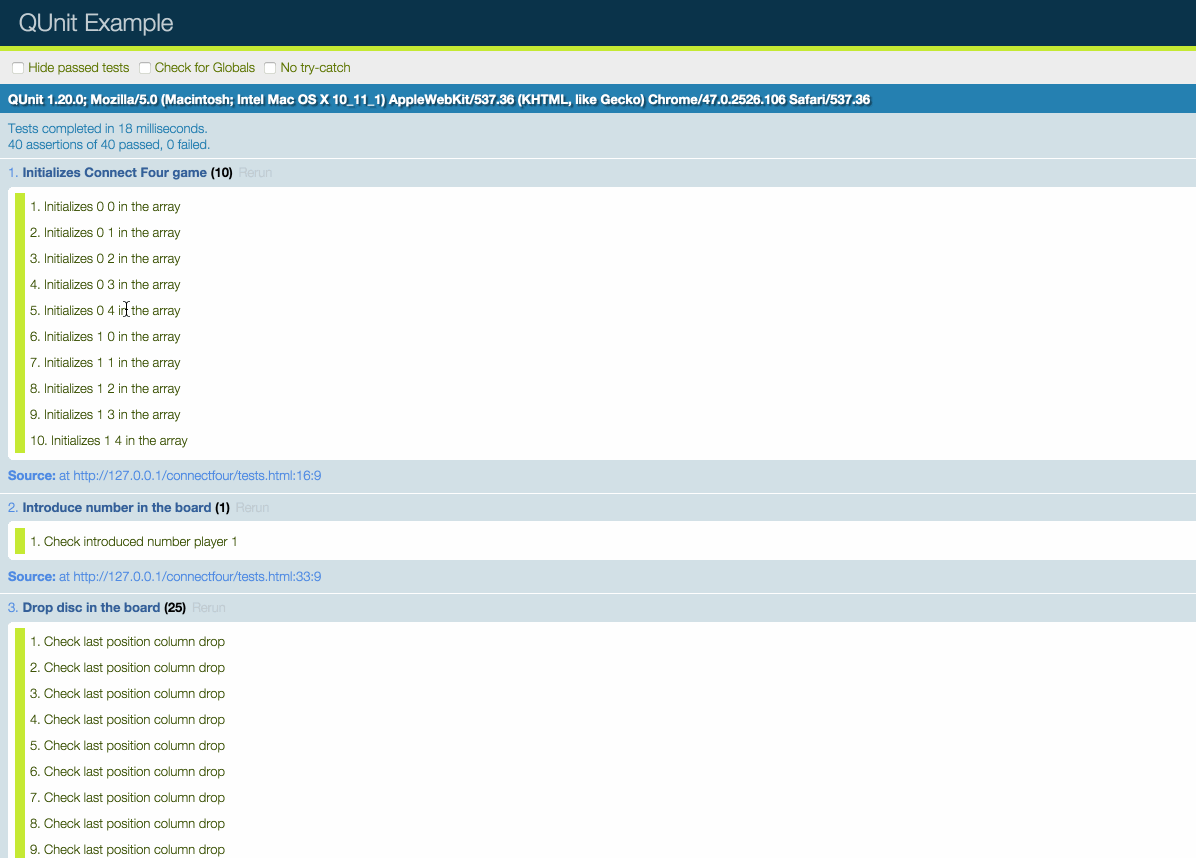 QUnit Example
Hide passed tests Check for Globals No try-catch
QUnit 1.20.0; Mozilla/5.0 (Macintosh; Intel Mac OS X 10_11_1) AppleWebKit/537.36 (KHTML, like Gecko) Chrome/47.0.2526.106 Safari/537.36
Tests completed in 18 milliseconds.
40 assertions of 40 passed, 0 failed.
1. Initializes Connect Four game (10) Rerun
1. Initializes 0 0 in the array
2. Initializes 0 1 in the array
3. Initializes 0 2 in the array
4. Initializes 0 3 in the array
5. Initializes 0 4 in the array
6. Initializes 1 0 in the array
7. Initializes 1 1 in the array
8. Initializes 1 2 in the array
9. Initializes 1 3 in the array
10. Initializes 1 4 in the array
Source: at http://127.0.0.1/connectfour/tests.html:16:9
2. Introduce number in the board (1) Rerun
1. Check introduced number player 1
Source: at http://127.0.0.1/connectfour/tests.html:33:9
3. Drop disc in the board (25) Rerun
1. Check last position column drop
2. Check last position column drop
3. Check last position column drop
4. Check last position column drop
5. Check last position column drop
6. Check last position column drop
7. Check last position column drop
8. Check last position column drop
9. Check last position column drop